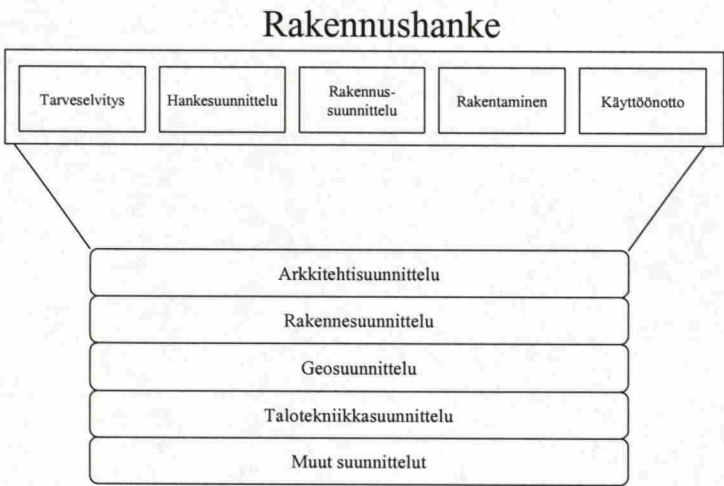 Rakennushanke
Tarveselvitys
Hankesuunnittelu
Rakennus-
suunnittelu
Rakentaminen
Käyttöönotto
Arkkitehtisuunnittelu
Rakennesuunnittelu
Geosuunnittelu
Talotekniikkasuunnittelu
Muut suunnittelut